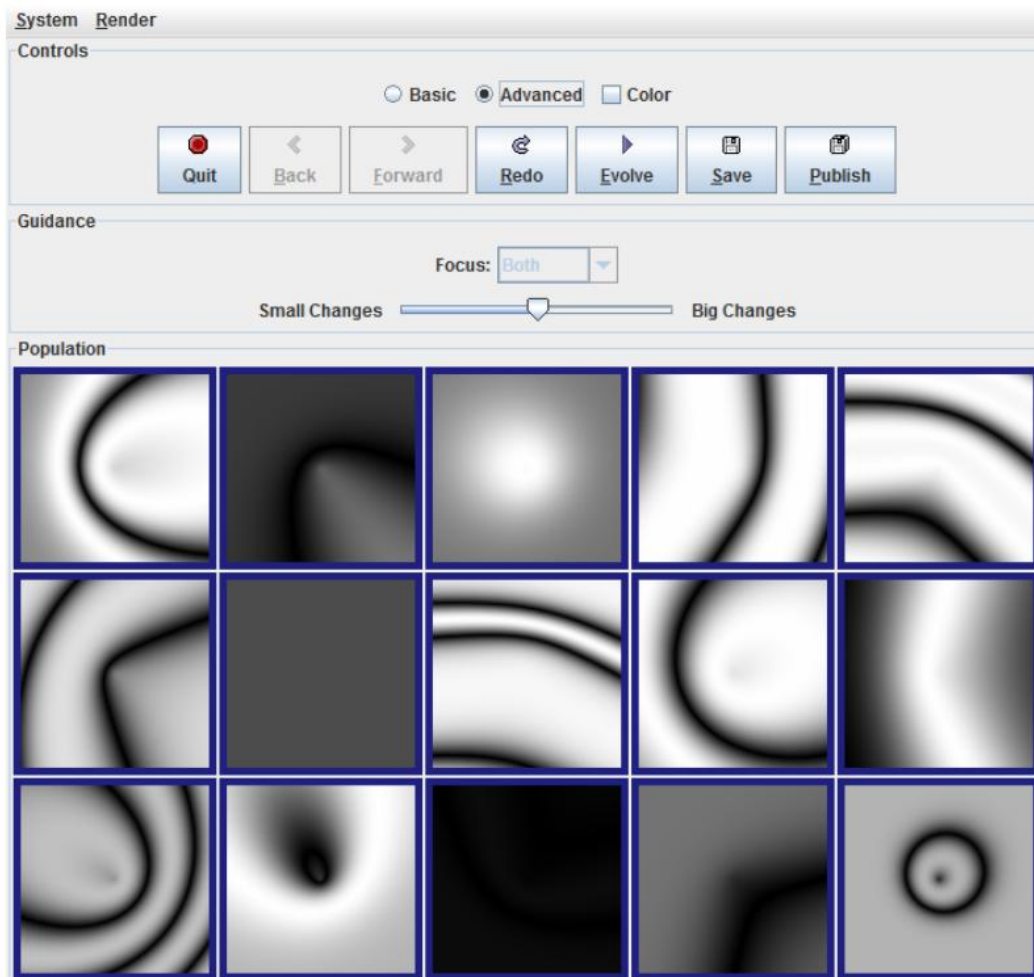 System Render
Controls
Basic Advanced Color
Quit Back Forward Redo Evolve Save Publish
Guidance
Focus: Both
Small Changes Big Changes
Population